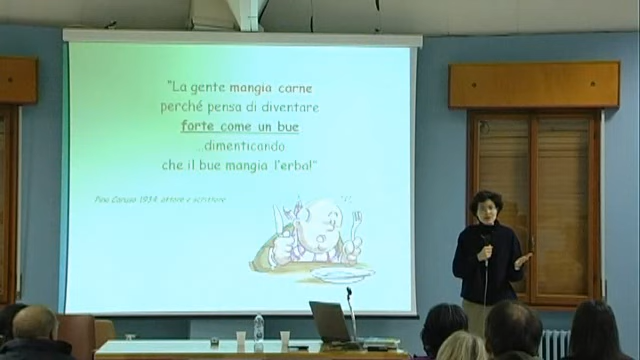 "La gente mangia carne
perché pensa di diventare
forte come un bue
...dimenticando
che il bue mangia l'erba!"
Pino Caruso 1934, attore e scrittore